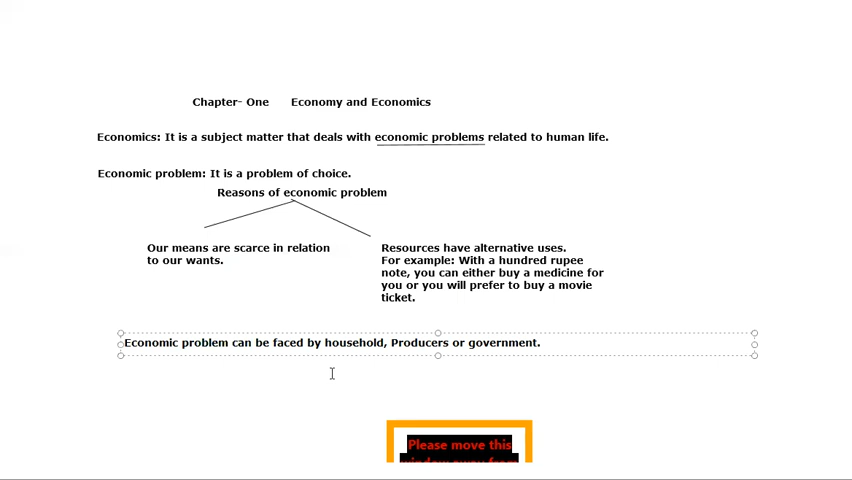 Chapter- One Economy and Economics
Economics: It is a subject matter that deals with economic problems related to human life.
Economic problem: It is a problem of choice.
Reasons of economic problem
Our means are scarce in relation
to our wants.
Resources have alternative uses.
For example: With a hundred rupee
note, you can either buy a medicine for
you or you will prefer to buy a movie
ticket.
Economic problem can be faced by household, Producers or government.
Please move this
window away from